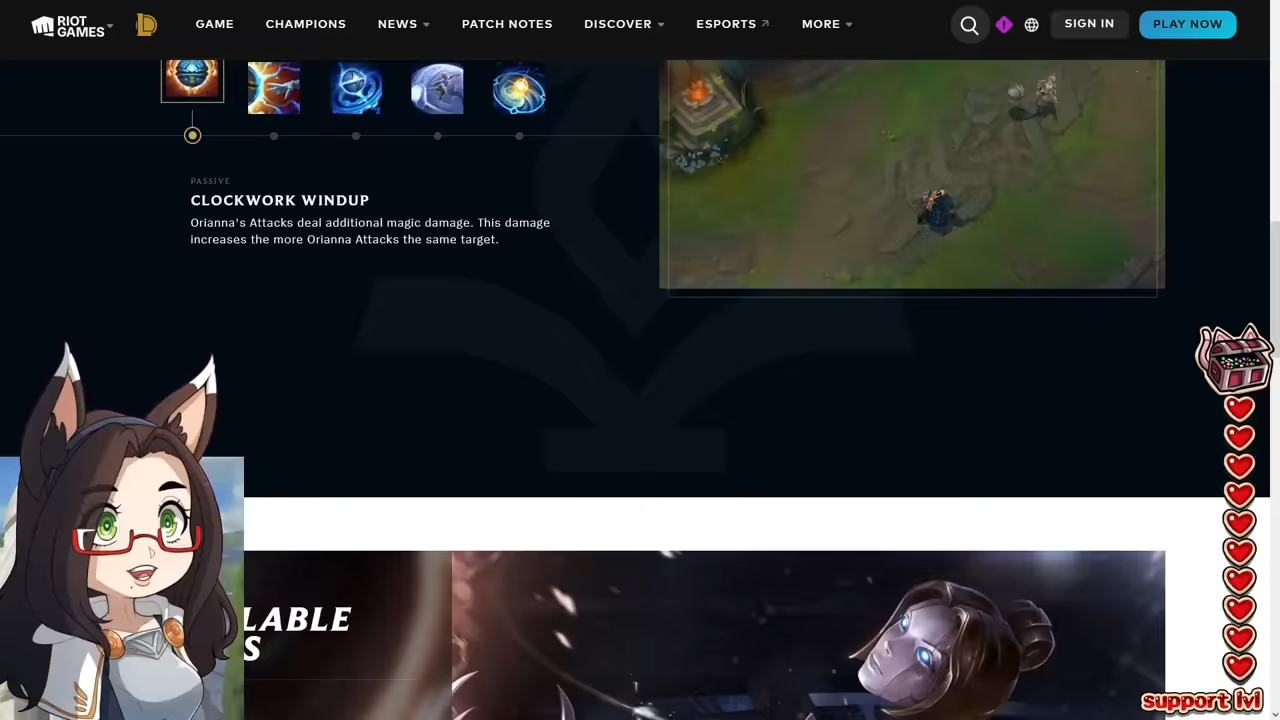 RIOT
GAMES
GAME
CHAMPIONS
NEWS
PATCH NOTES
DISCOVER
ESPORTS
MORE
SIGN IN
PLAY NOW
PASSIVE
CLOCKWORK WINDUP
Orianna's Attacks deal additional magic damage. This damage
increases the more Orianna Attacks the same target.
LABLE
S
support lvl